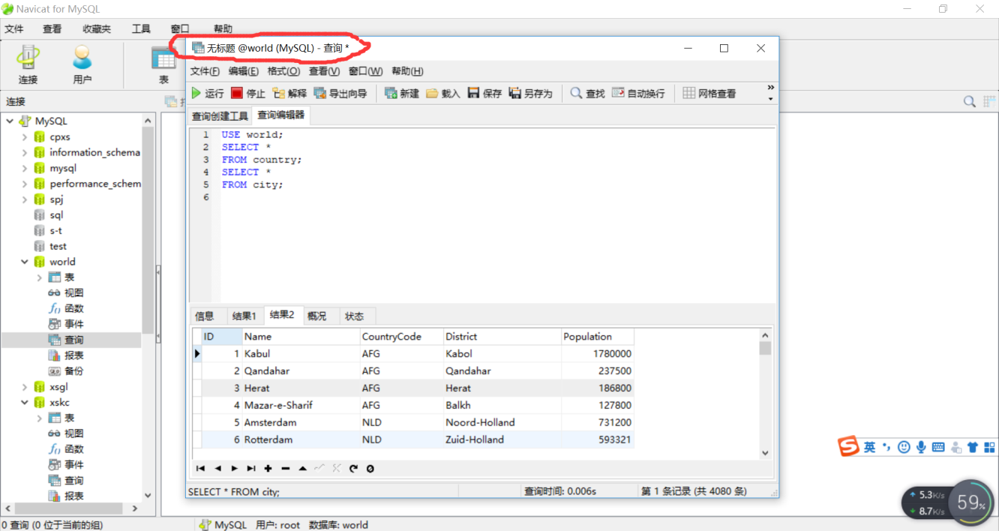 Navicat for MySQL
文件 查看 收藏夹 工具 窗口 帮助
连接 用户 表
连接
MySQL
cpxs
information_schema
mysql
performance_schem
spj
sql
s-t
test
world
表
视图
函数
事件
查询
报表
备份
xsgl
xskc
表
视图
函数
事件
查询
报表
无标题 @world (MySQL) - 查询 *
文件(F) 编辑(E) 格式(O) 查看(V) 窗口(W) 帮助(H)
运行 停止 解释 导出向导 新建 载入 保存 另存为 查找 自动换行 网格查看
查询创建工具 查询编辑器
1 USE world;
2 SELECT *
3 FROM country;
4 SELECT *
5 FROM city;
6
信息 结果1 结果2 概况 状态
ID Name CountryCode District Population
1 Kabul AFG Kabol 1780000
2 Qandahar AFG Qandahar 237500
3 Herat AFG Herat 186800
4 Mazar-e-Sharif AFG Balkh 127800
5 Amsterdam NLD Noord-Holland 731200
6 Rotterdam NLD Zuid-Holland 593321
SELECT * FROM city; 查询时间: 0.006s 第 1 条记录 (共 4080 条)
英
5.3K/s
8.7K/s
59%
0 查询 (0 位于当前的组) MySQL 用户: root 数据库: world